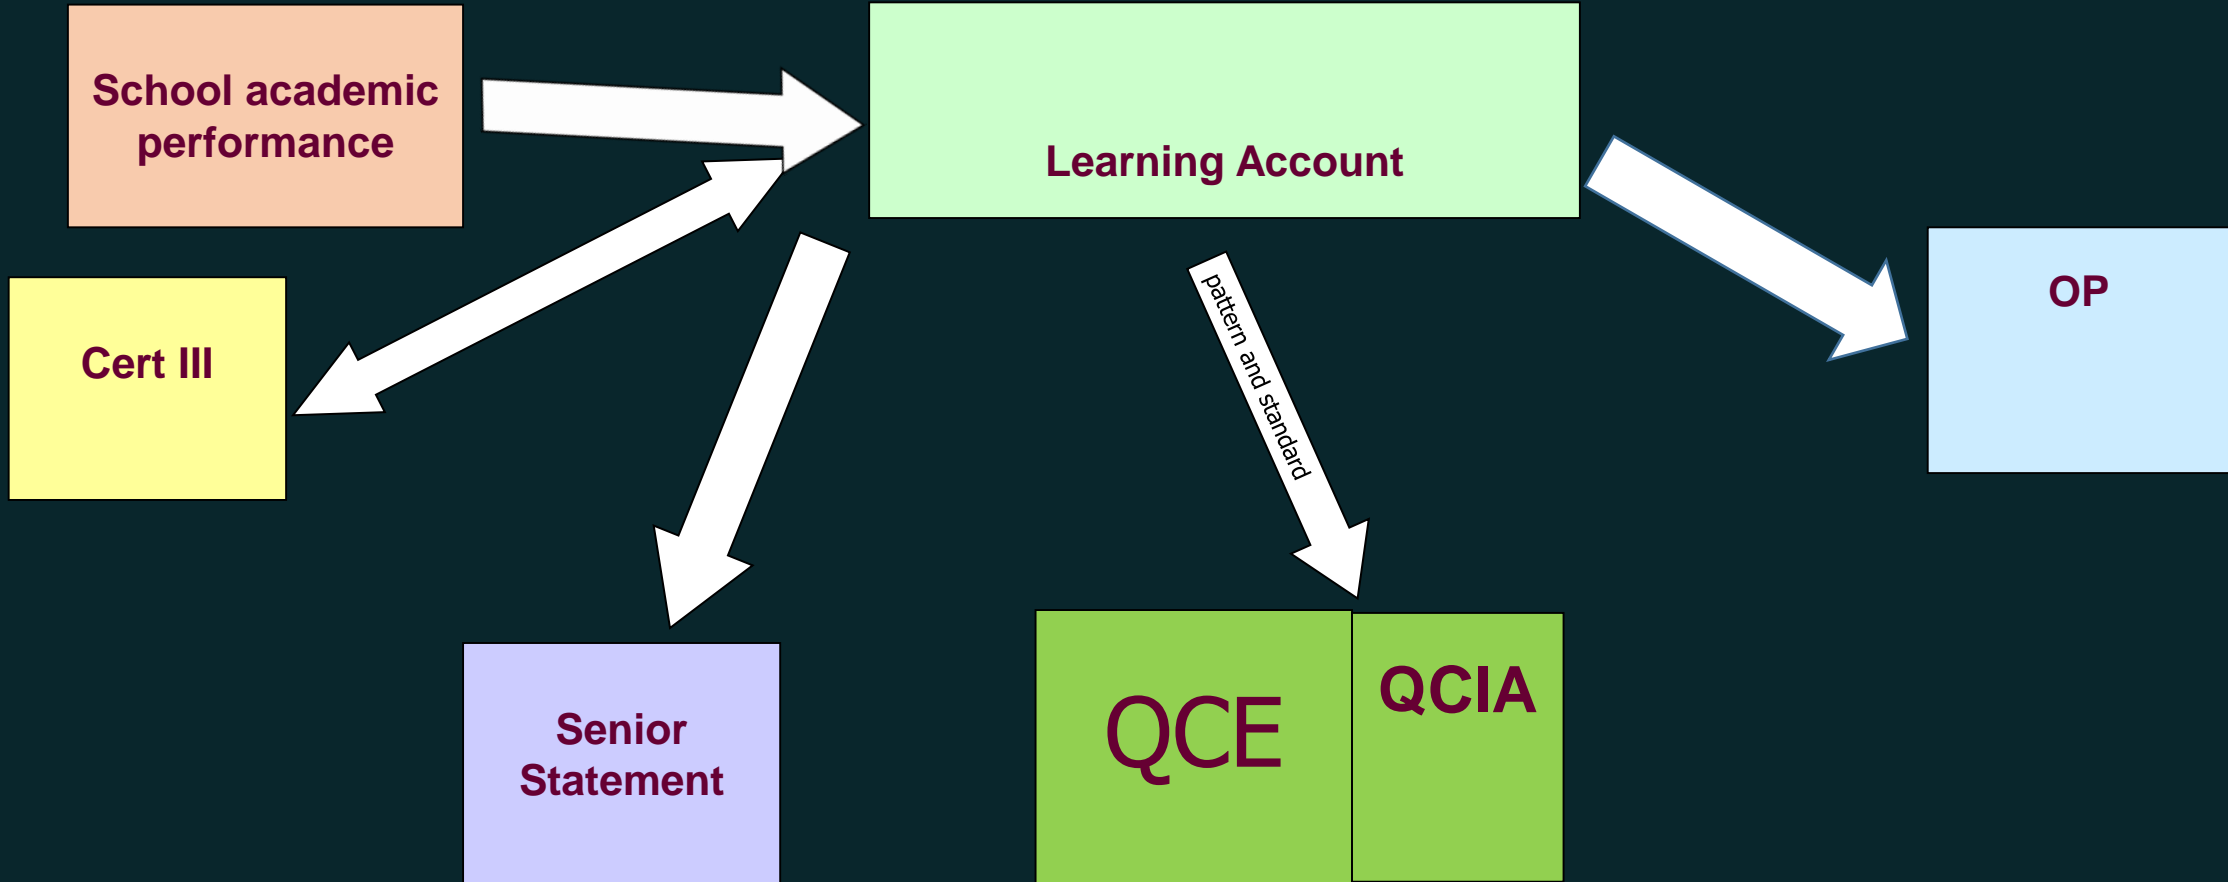 School academic
performance
Learning Account
OP
Cert III
pattern and standard
Senior
Statement
QCE
QCIA